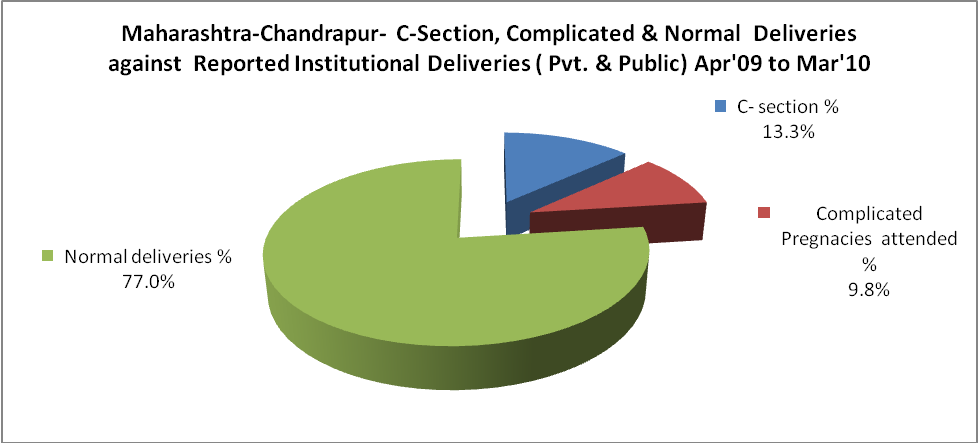 Maharashtra-Chandrapur- C-Section, Complicated & Normal Deliveries
against Reported Institutional Deliveries ( Pvt. & Public) Apr'09 to Mar'10
C- section %
13.3%
Complicated
Pregnacies attended
%
9.8%
Normal deliveries %
77.0%